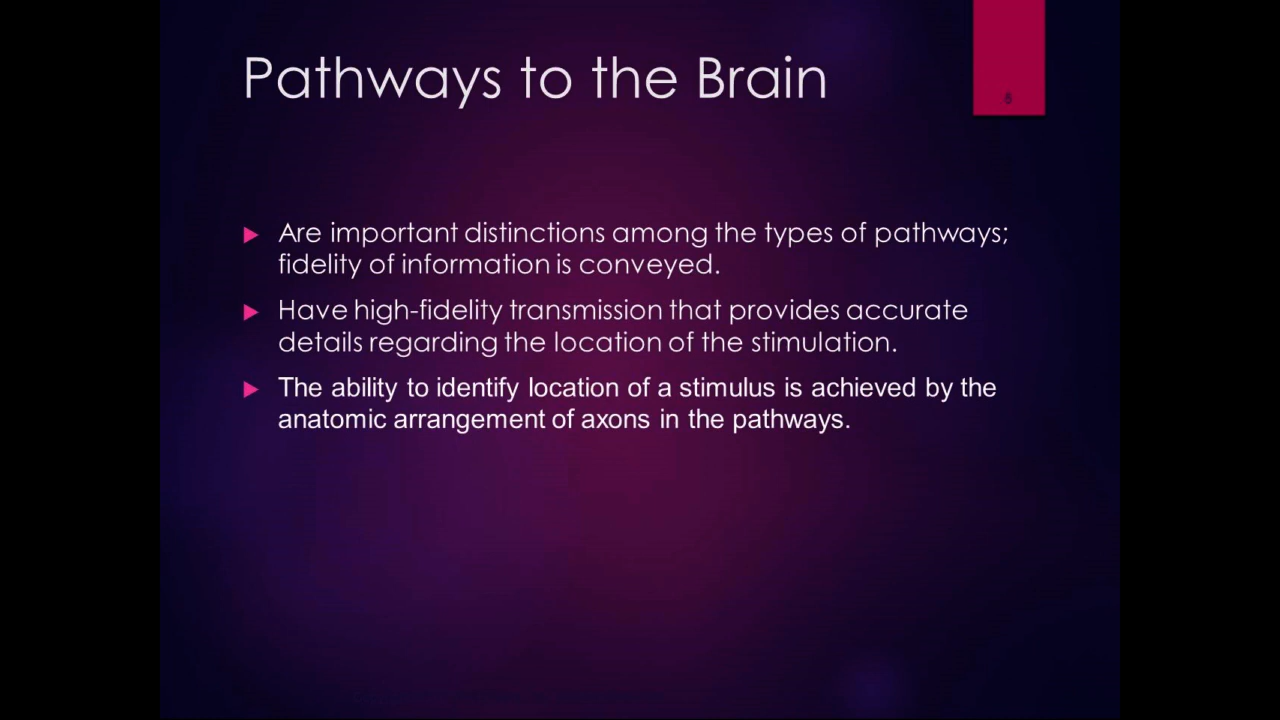 Pathways to the Brain
Are important distinctions among the types of pathways;
fidelity of information is conveyed.
Have high-fidelity transmission that provides accurate
details regarding the location of the stimulation.
The ability to identify location of a stimulus is achieved by the
anatomic arrangement of axons in the pathways.